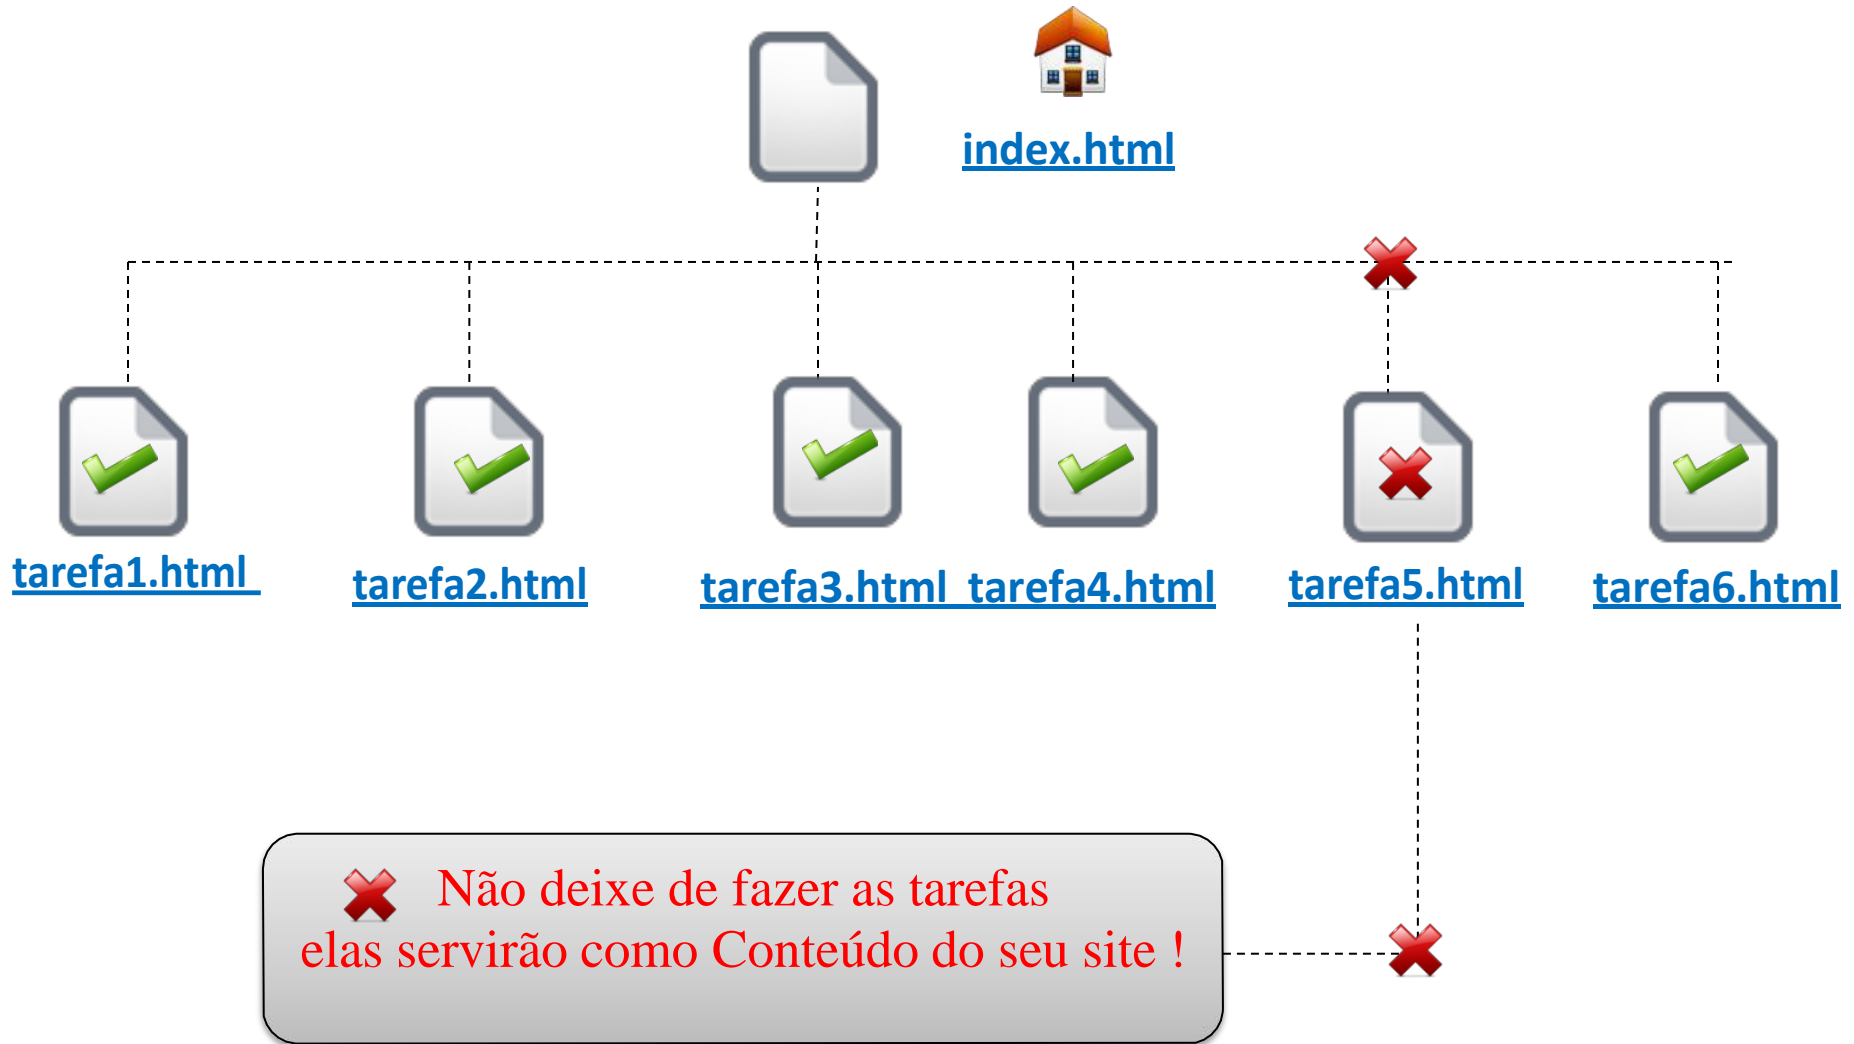 index.html
tarefa1.html
tarefa2.html
tarefa3.html tarefa4.html
tarefa5.html
tarefa6.html
Não deixe de fazer as tarefas
elas servirão como Conteúdo do seu site !